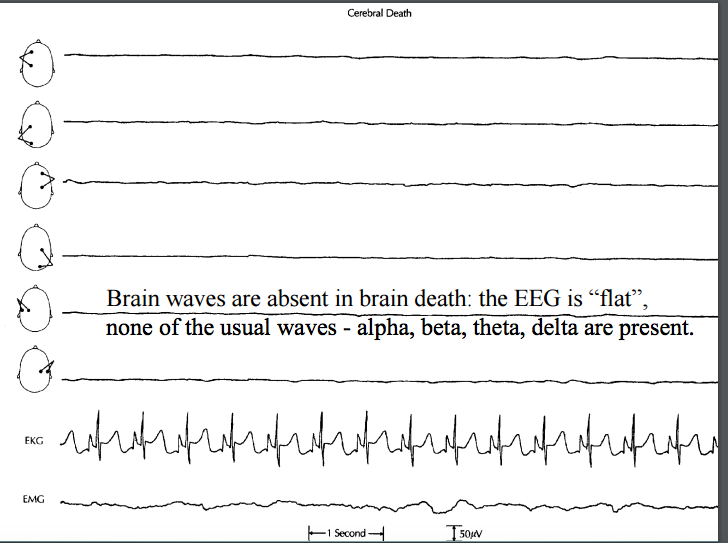 Cerebral Death
Brain waves are absent in brain death: the EEG is “flat”,
none of the usual waves - alpha, beta, theta, delta are present.
EKG
EMG
1 Second
50µV